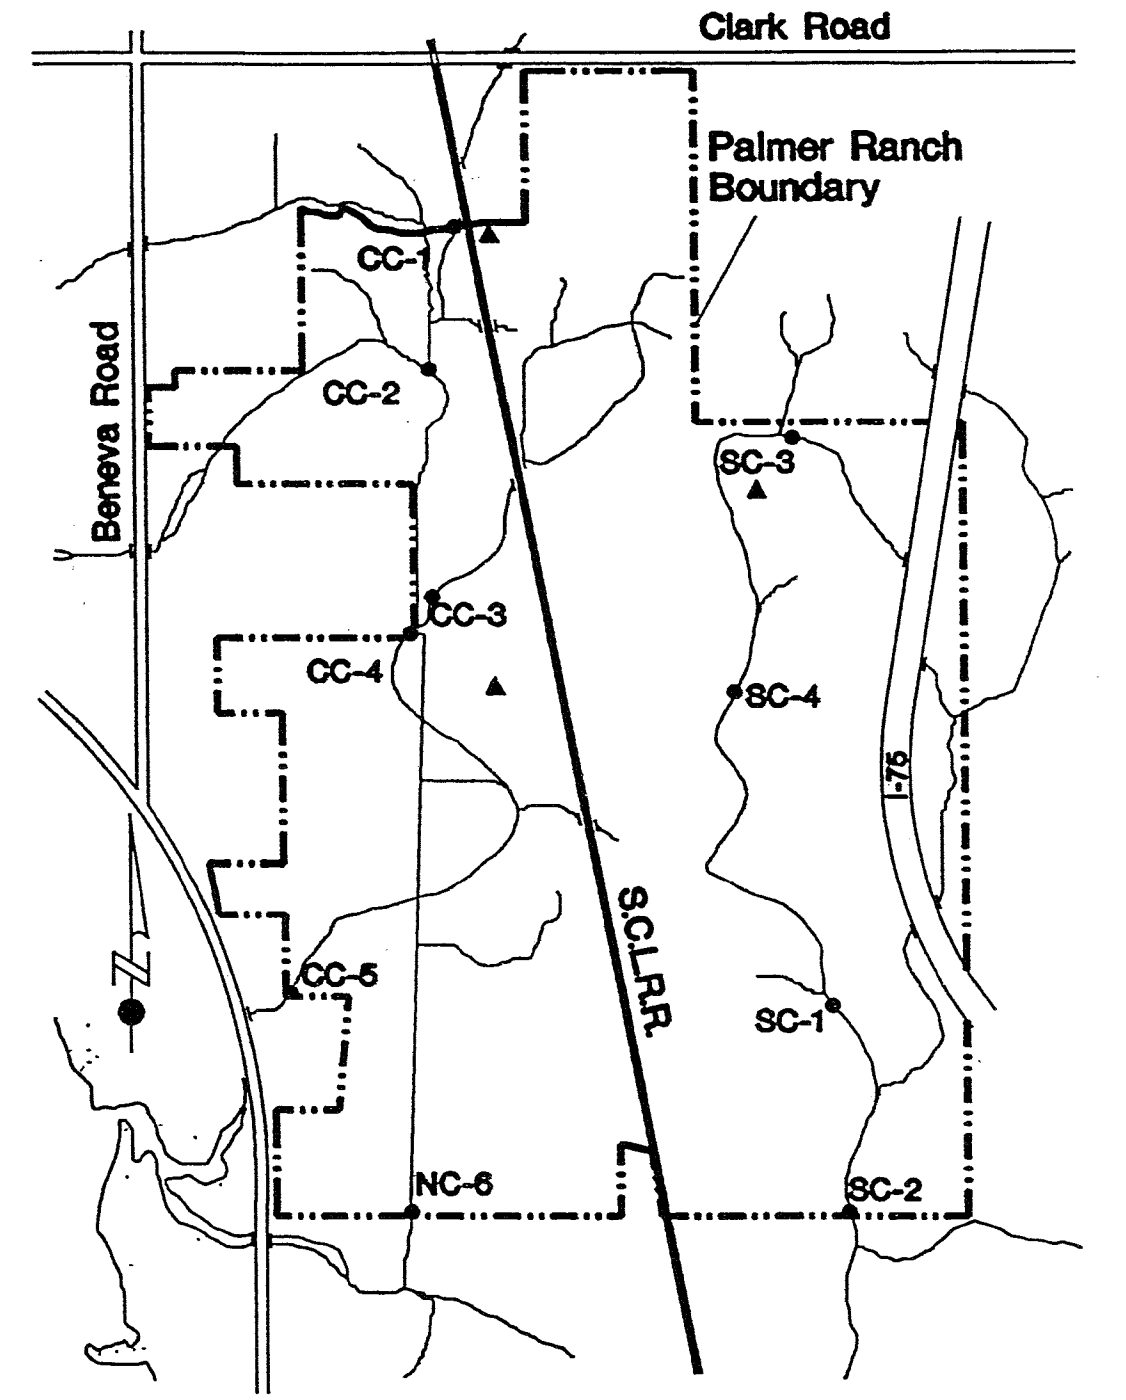 Clark Road
Palmer Ranch
Boundary
CC-1
Beneva Road
CC-2
SC-3
CC-3
CC-4
SC-4
I-75
S.C.L.R.R.
N
CC-5
SC-1
NC-6
SC-2